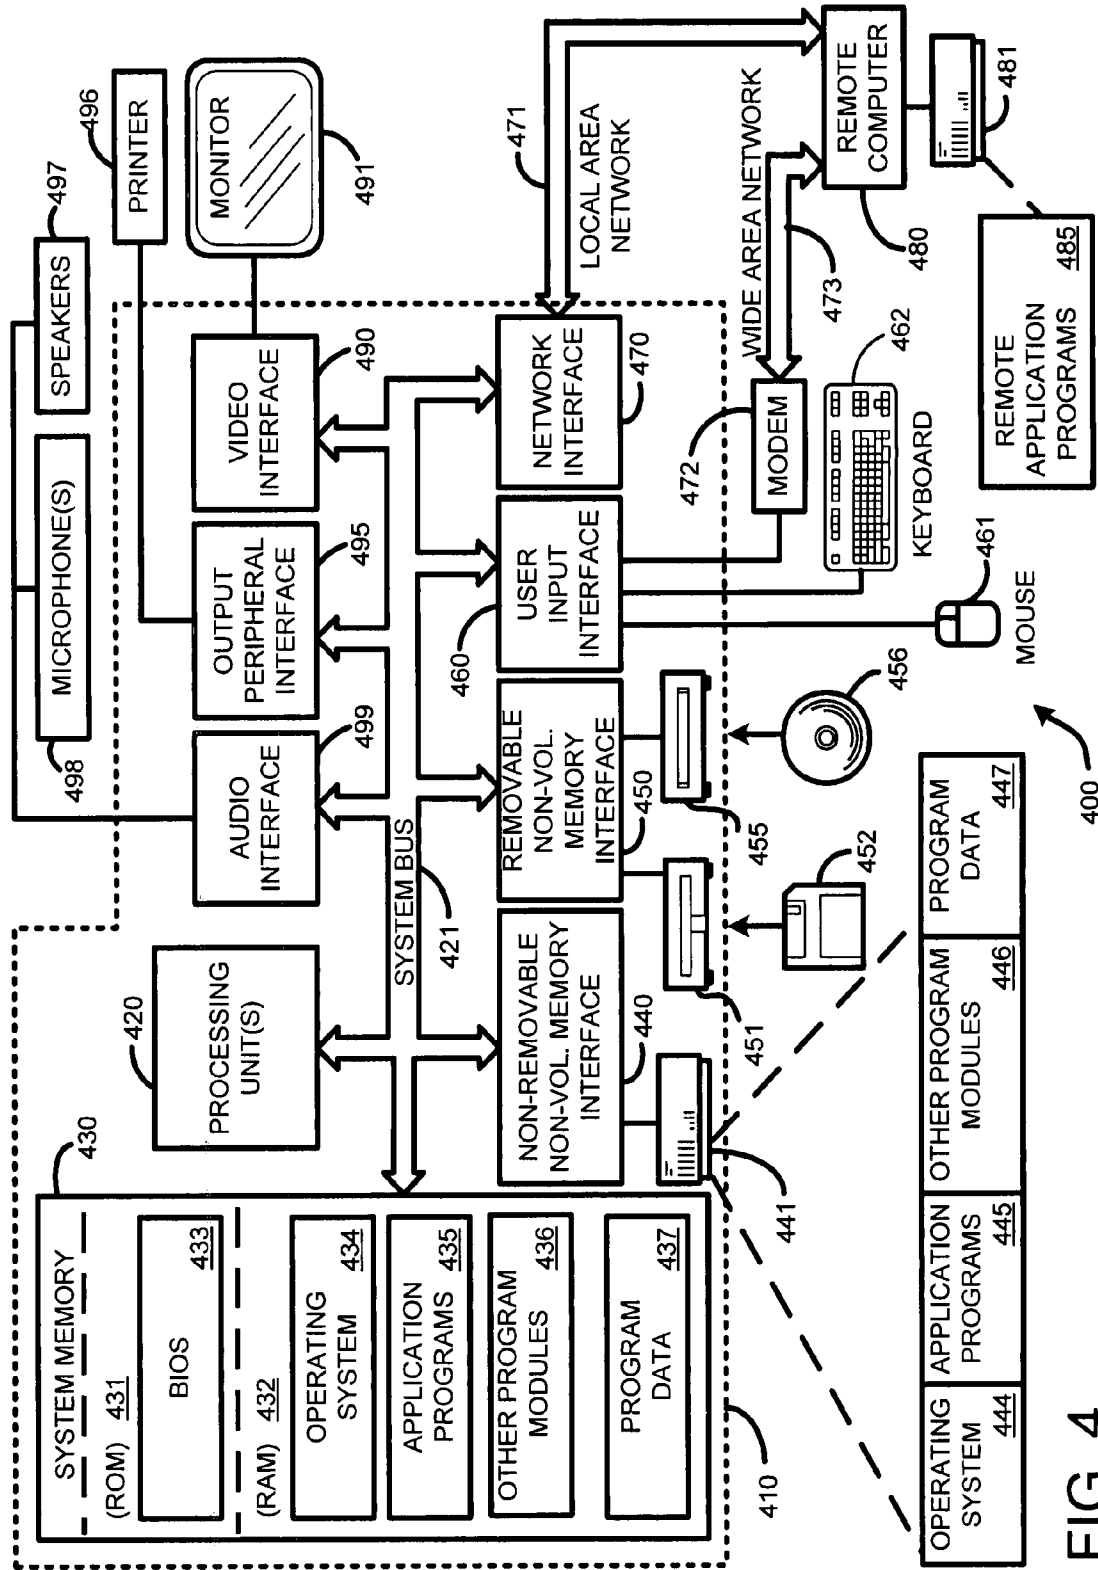 SYSTEM MEMORY
(ROM) 431
BIOS 433
(RAM) 432
OPERATING
SYSTEM 434
APPLICATION
PROGRAMS 435
OTHER PROGRAM
MODULES 436
PROGRAM
DATA 437
430
410
420
PROCESSING
UNIT(S)
SYSTEM BUS
421
AUDIO
INTERFACE
499
OUTPUT
PERIPHERAL
INTERFACE
495
VIDEO
INTERFACE
490
MICROPHONE(S)
498
SPEAKERS
497
PRINTER
496
MONITOR
491
NON-REMOVABLE
NON-VOL. MEMORY
INTERFACE
440
REMOVABLE
NON-VOL.
MEMORY
INTERFACE
450
USER
INPUT
INTERFACE
460
NETWORK
INTERFACE
470
471
LOCAL AREA
NETWORK
WIDE AREA NETWORK
473
472
MODEM
441
451
455
452
456
461
MOUSE
462
KEYBOARD
REMOTE
COMPUTER
480
481
REMOTE
APPLICATION
PROGRAMS 485
OPERATING
SYSTEM 444
APPLICATION
PROGRAMS 445
OTHER PROGRAM
MODULES 446
PROGRAM
DATA 447
400
FIG. 4